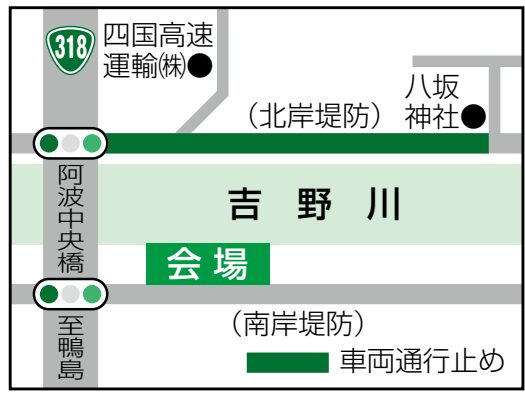 318
四国高速
運輸㈱●
八坂
神社●
（北岸堤防）
阿波中央橋
吉野川
会場
至鴨島
（南岸堤防）
車両通行止め